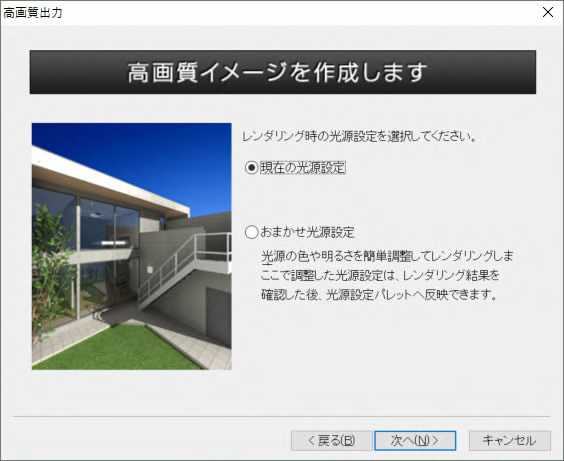 高画質出力
高画質イメージを作成します
レンダリング時の光源設定を選択してください。
現在の光源設定
おまかせ光源設定
光源の色や明るさを簡単調整してレンダリングしま
ここで調整した光源設定は、レンダリング結果を
確認した後、光源設定パレットへ反映できます。
< 戻る(B)
次へ(N) >
キャンセル